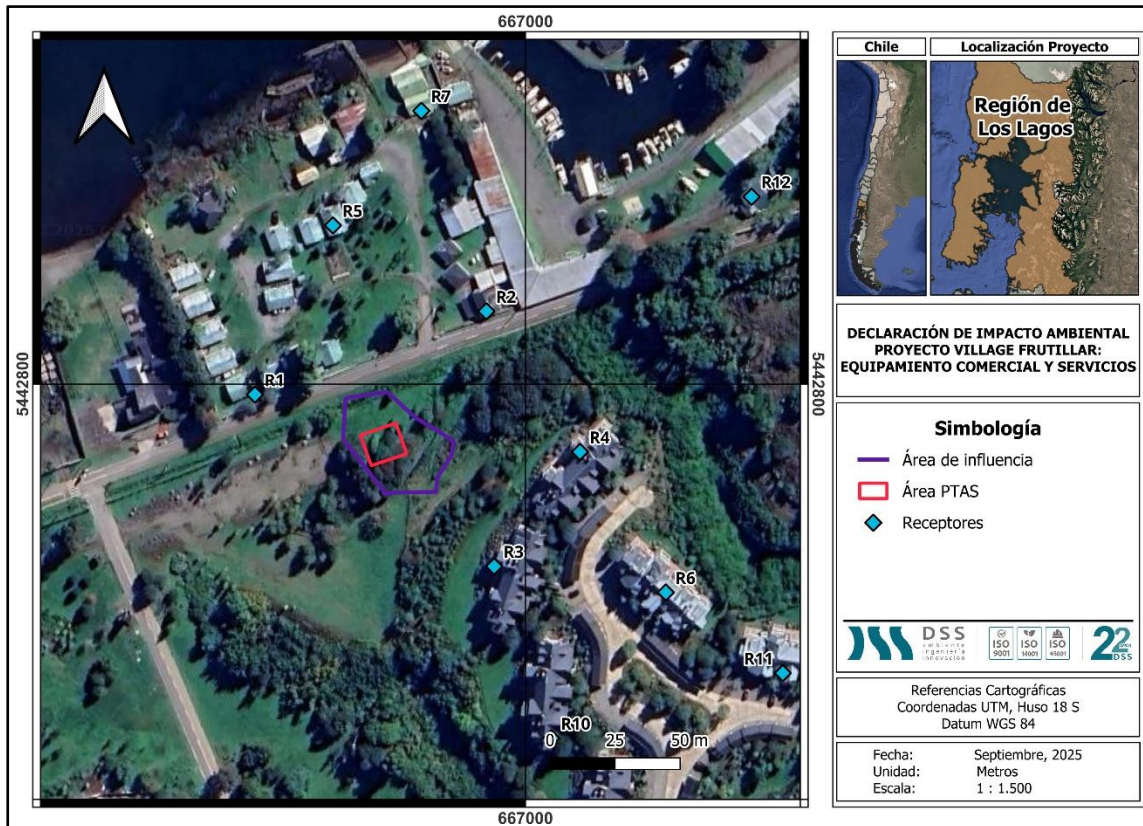 667000
5442800
5442800
667000
R7
R12
R5
R2
R1
R4
R3
R6
R11
R10
0 25 50 m
Chile
Localización Proyecto
Región de
Los Lagos
DECLARACIÓN DE IMPACTO AMBIENTAL
PROYECTO VILLAGE FRUTILLAR:
EQUIPAMIENTO COMERCIAL Y SERVICIOS
Simbología
Área de influencia
Área PTAS
Receptores
DSS
ambiente
ingeniería
innovación
ISO
9001
ISO
14001
ISO
45001
22
DSS
Referencias Cartográficas
Coordenadas UTM, Huso 18 S
Datum WGS 84
Fecha: Septiembre, 2025
Unidad: Metros
Escala: 1 : 1.500